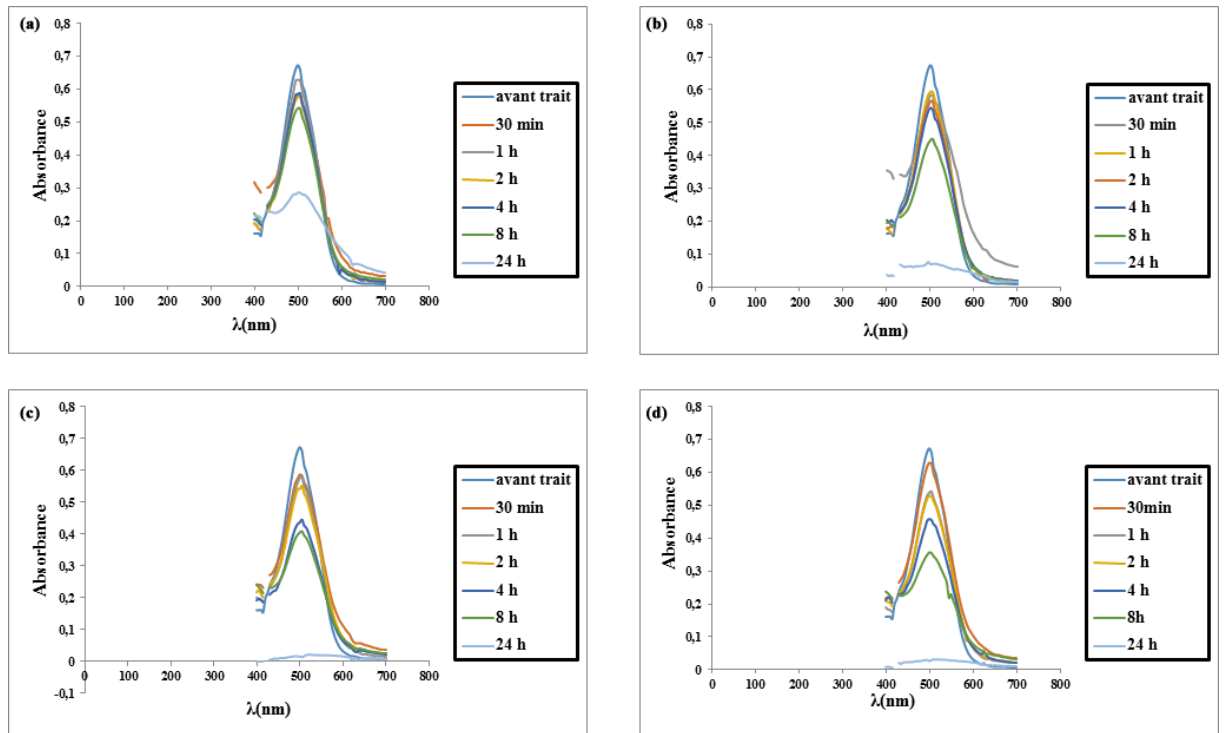 (a)
0,8
0,7
0,6
0,5
0,4
0,3
0,2
0,1
0
0 100 200 300 400 500 600 700 800
Absorbance
λ(nm)
avant trait
30 min
1 h
2 h
4 h
8 h
24 h
(b)
0,8
0,7
0,6
0,5
0,4
0,3
0,2
0,1
0
0 100 200 300 400 500 600 700 800
Absorbance
λ(nm)
avant trait
30 min
1 h
2 h
4 h
8 h
24 h
(c)
0,8
0,7
0,6
0,5
0,4
0,3
0,2
0,1
0
-0,1
0 100 200 300 400 500 600 700 800
Absorbance
λ(nm)
avant trait
30 min
1 h
2 h
4 h
8 h
24 h
(d)
0,8
0,7
0,6
0,5
0,4
0,3
0,2
0,1
0
0 100 200 300 400 500 600 700 800
Absorbance
λ(nm)
avant trait
30min
1 h
2 h
4 h
8h
24 h